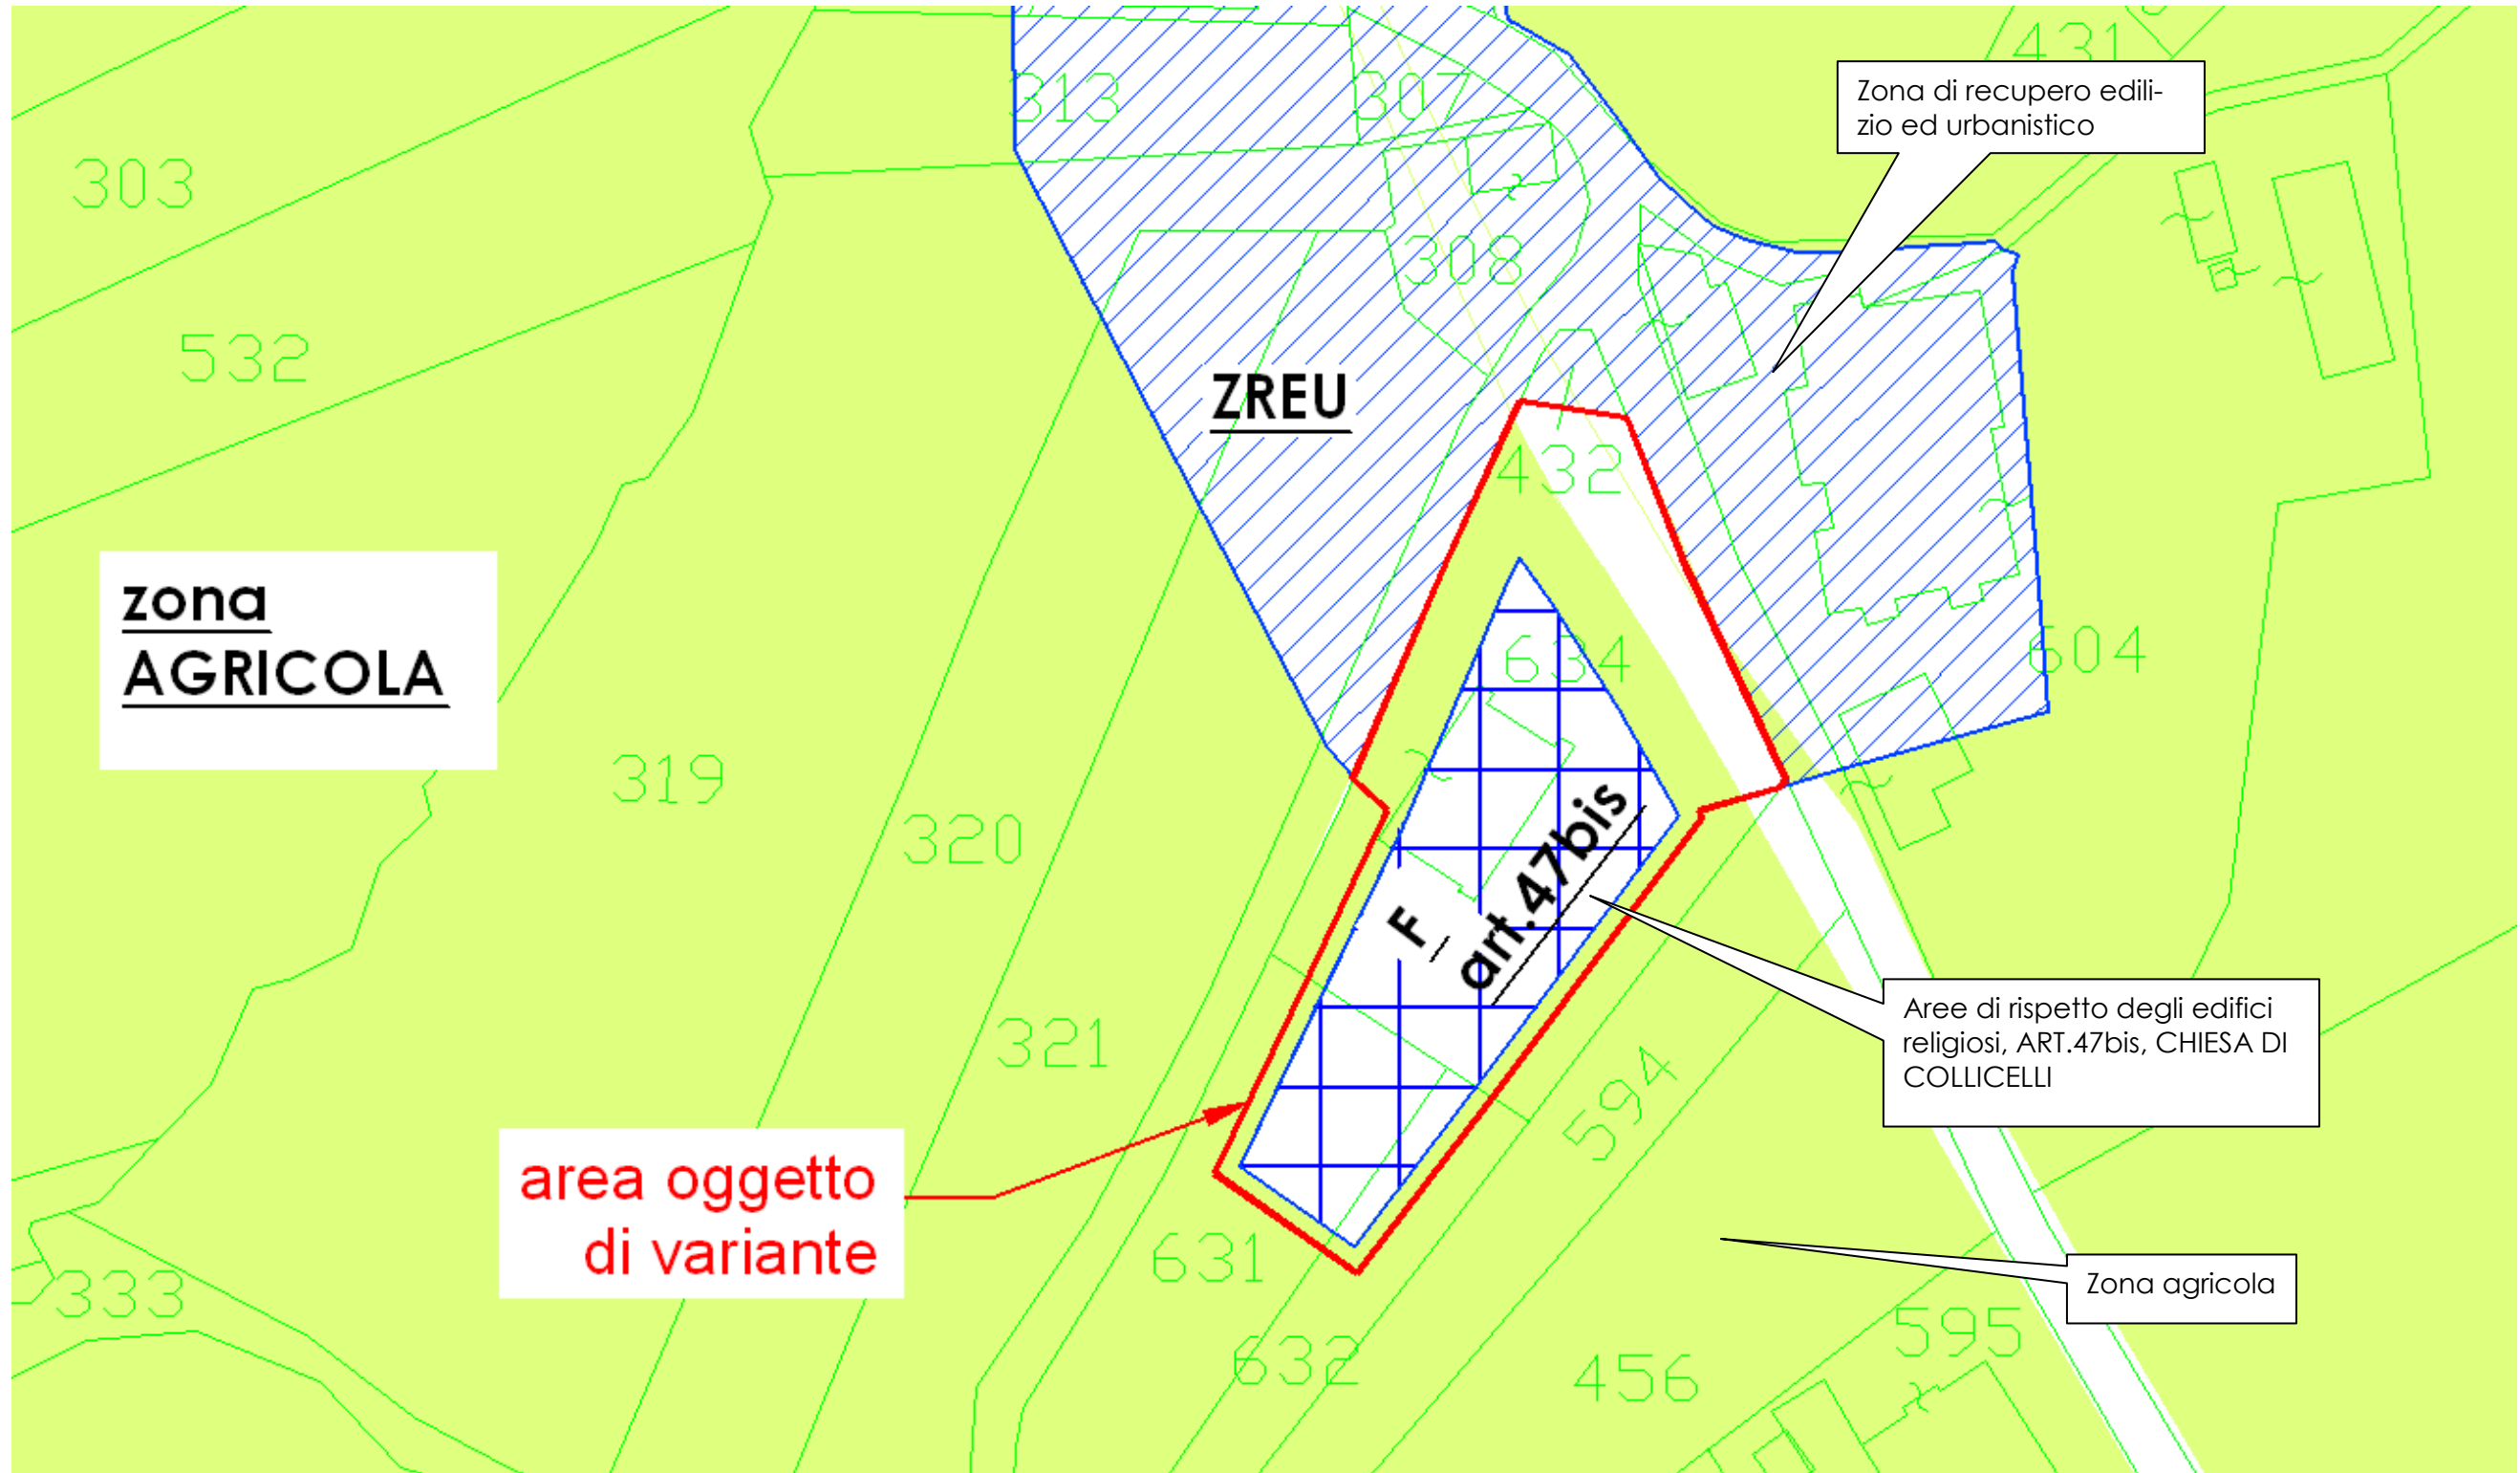 431
313
307
Zona di recupero edili-
zio ed urbanistico
303
308
532
ZREU
432
zona
AGRICOLA
634
604
319
320
F
art.47bis
321
Aree di rispetto degli edifici
religiosi, ART.47bis, CHIESA DI
COLLICELLI
594
area oggetto
di variante
631
333
Zona agricola
632
456
595